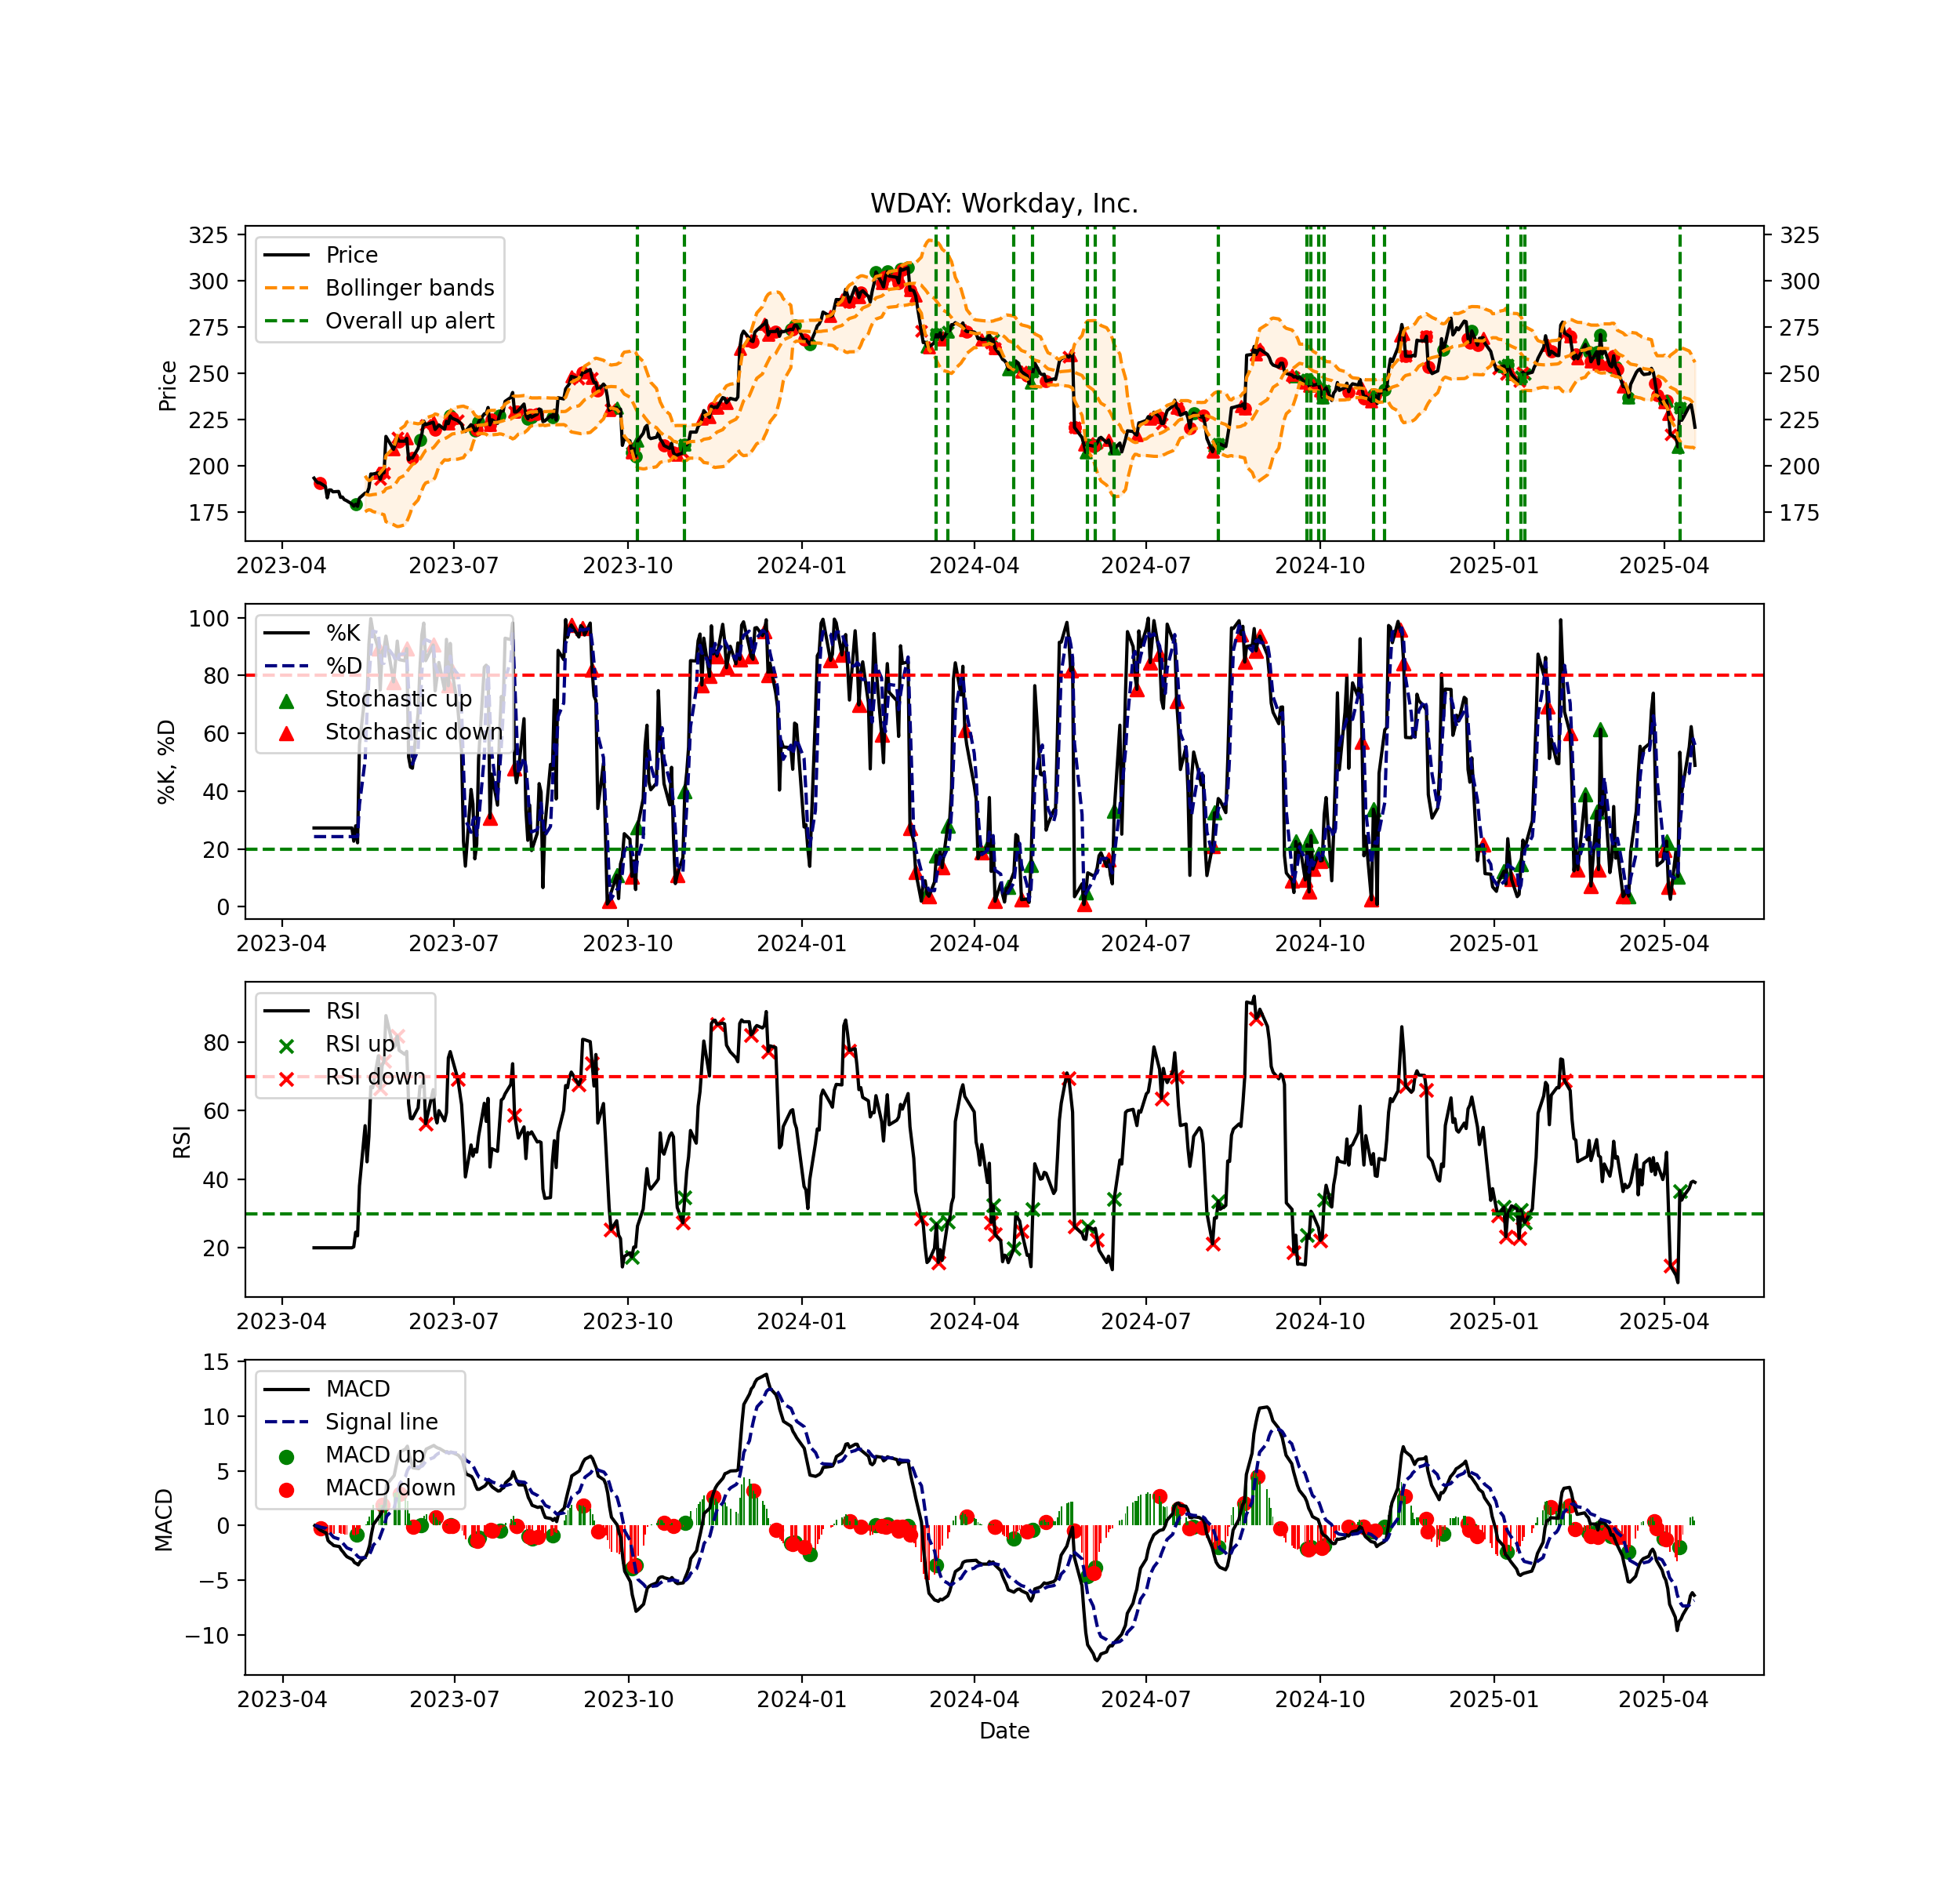 WDAY: Workday, Inc.
325
300
275
250
225
200
175
Price
Price
Bollinger bands
Overall up alert
325
300
275
250
225
200
175
2023-04 2023-07 2023-10 2024-01 2024-04 2024-07 2024-10 2025-01 2025-04
100
80
60
40
20
0
%K, %D
%K
%D
Stochastic up
Stochastic down
2023-04 2023-07 2023-10 2024-01 2024-04 2024-07 2024-10 2025-01 2025-04
80
60
40
20
RSI
RSI
RSI up
RSI down
2023-04 2023-07 2023-10 2024-01 2024-04 2024-07 2024-10 2025-01 2025-04
15
10
5
0
−5
−10
MACD
MACD
Signal line
MACD up
MACD down
2023-04 2023-07 2023-10 2024-01 2024-04 2024-07 2024-10 2025-01 2025-04
Date